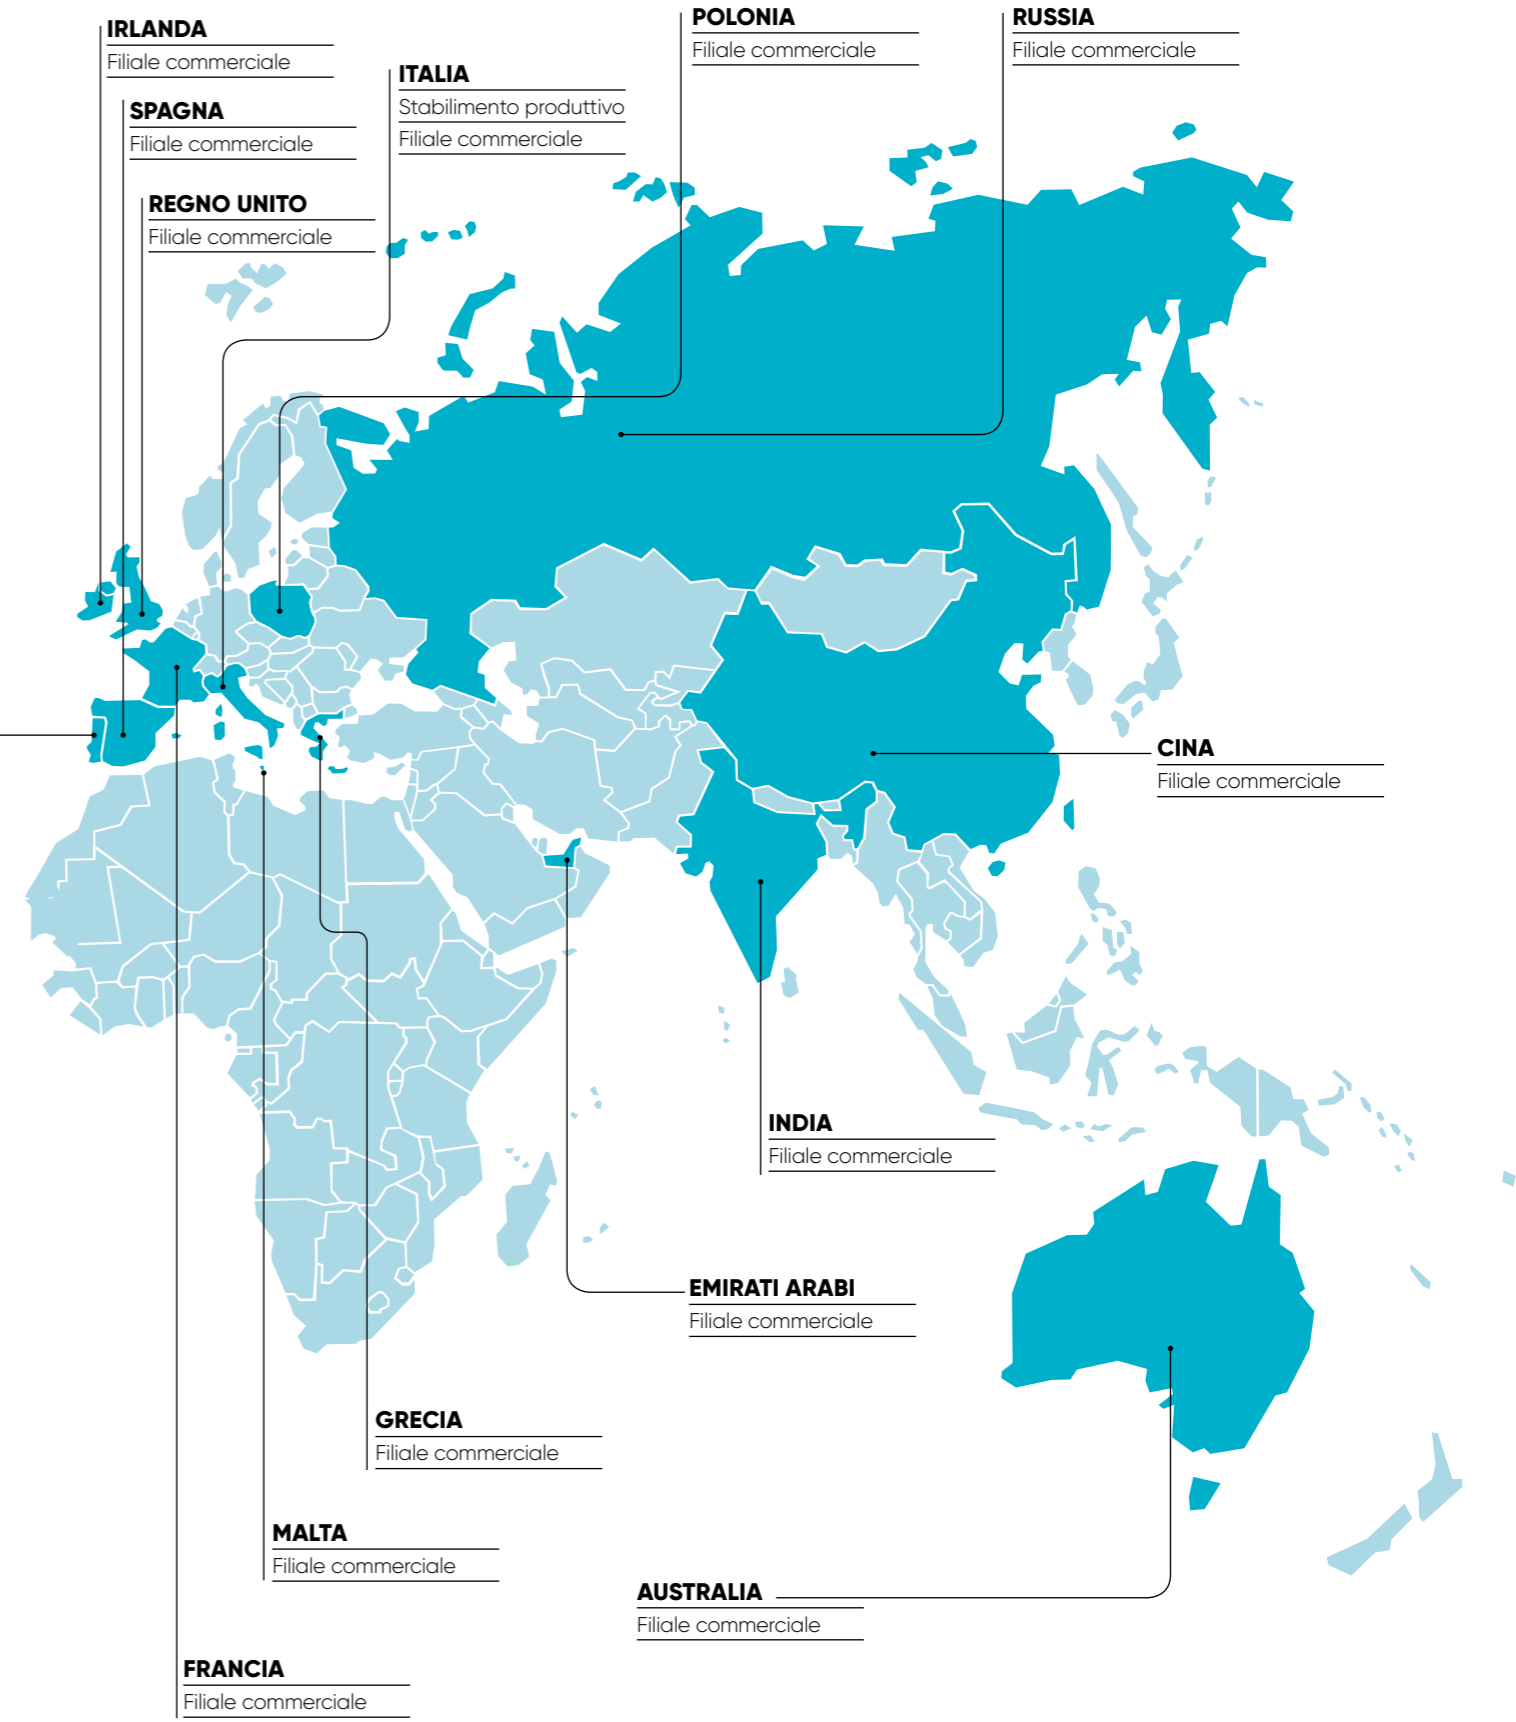 IRLANDA
Filiale commerciale
SPAGNA
Filiale commerciale
REGNO UNITO
Filiale commerciale
ITALIA
Stabilimento produttivo
Filiale commerciale
POLONIA
Filiale commerciale
RUSSIA
Filiale commerciale
CINA
Filiale commerciale
INDIA
Filiale commerciale
EMIRATI ARABI
Filiale commerciale
GRECIA
Filiale commerciale
MALTA
Filiale commerciale
AUSTRALIA
Filiale commerciale
FRANCIA
Filiale commerciale